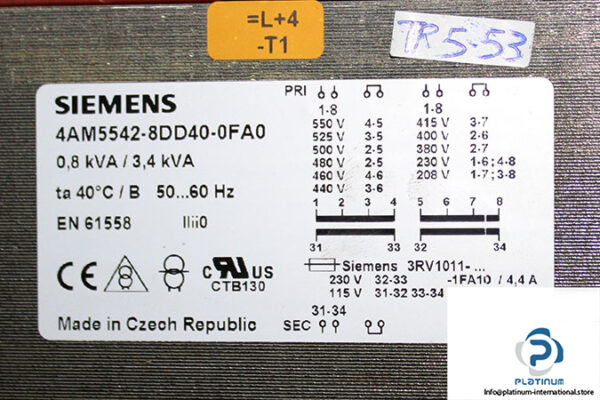 =L+4
-T1
TR 5-53
SIEMENS
4AM5542-8DD40-0FA0
0,8 kVA / 3,4 kVA
ta 40°C / B 50...60 Hz
EN 61558 IIii0
C US
CTB130
Made in Czech Republic
PRI
1-8 1-8
550 V 4-5 415 V 3-7
525 V 3-5 400 V 2-6
500 V 2-5 380 V 2-7
480 V 2-5 230 V 1-6; 4-8
460 V 4-6 208 V 1-7; 3-8
440 V 3-6
1 2 3 4 5 6 7 8
31 33 32 34
Siemens 3RV1011-...
230 V 32-33 -1FA10 / 4,4 A
115 V 31-32 33-34
31-34
SEC
PLATINUM
Info@platinum-international.store